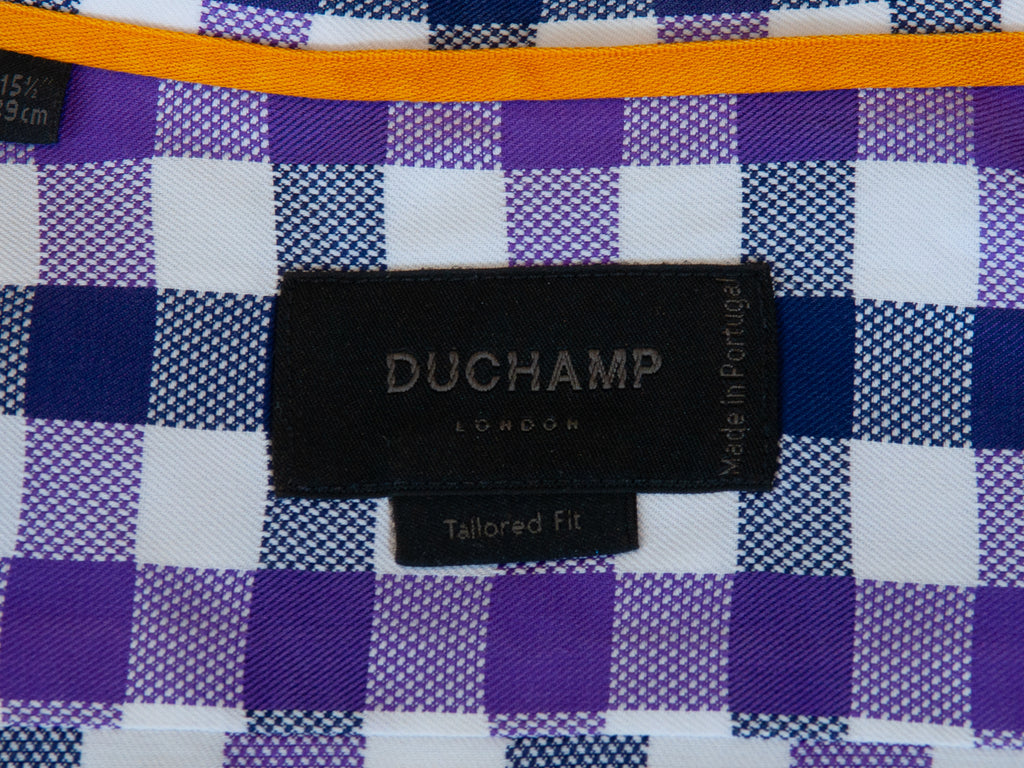 15½"
39cm
DUCHAMP
LONDON
Made in Portugal
Tailored Fit